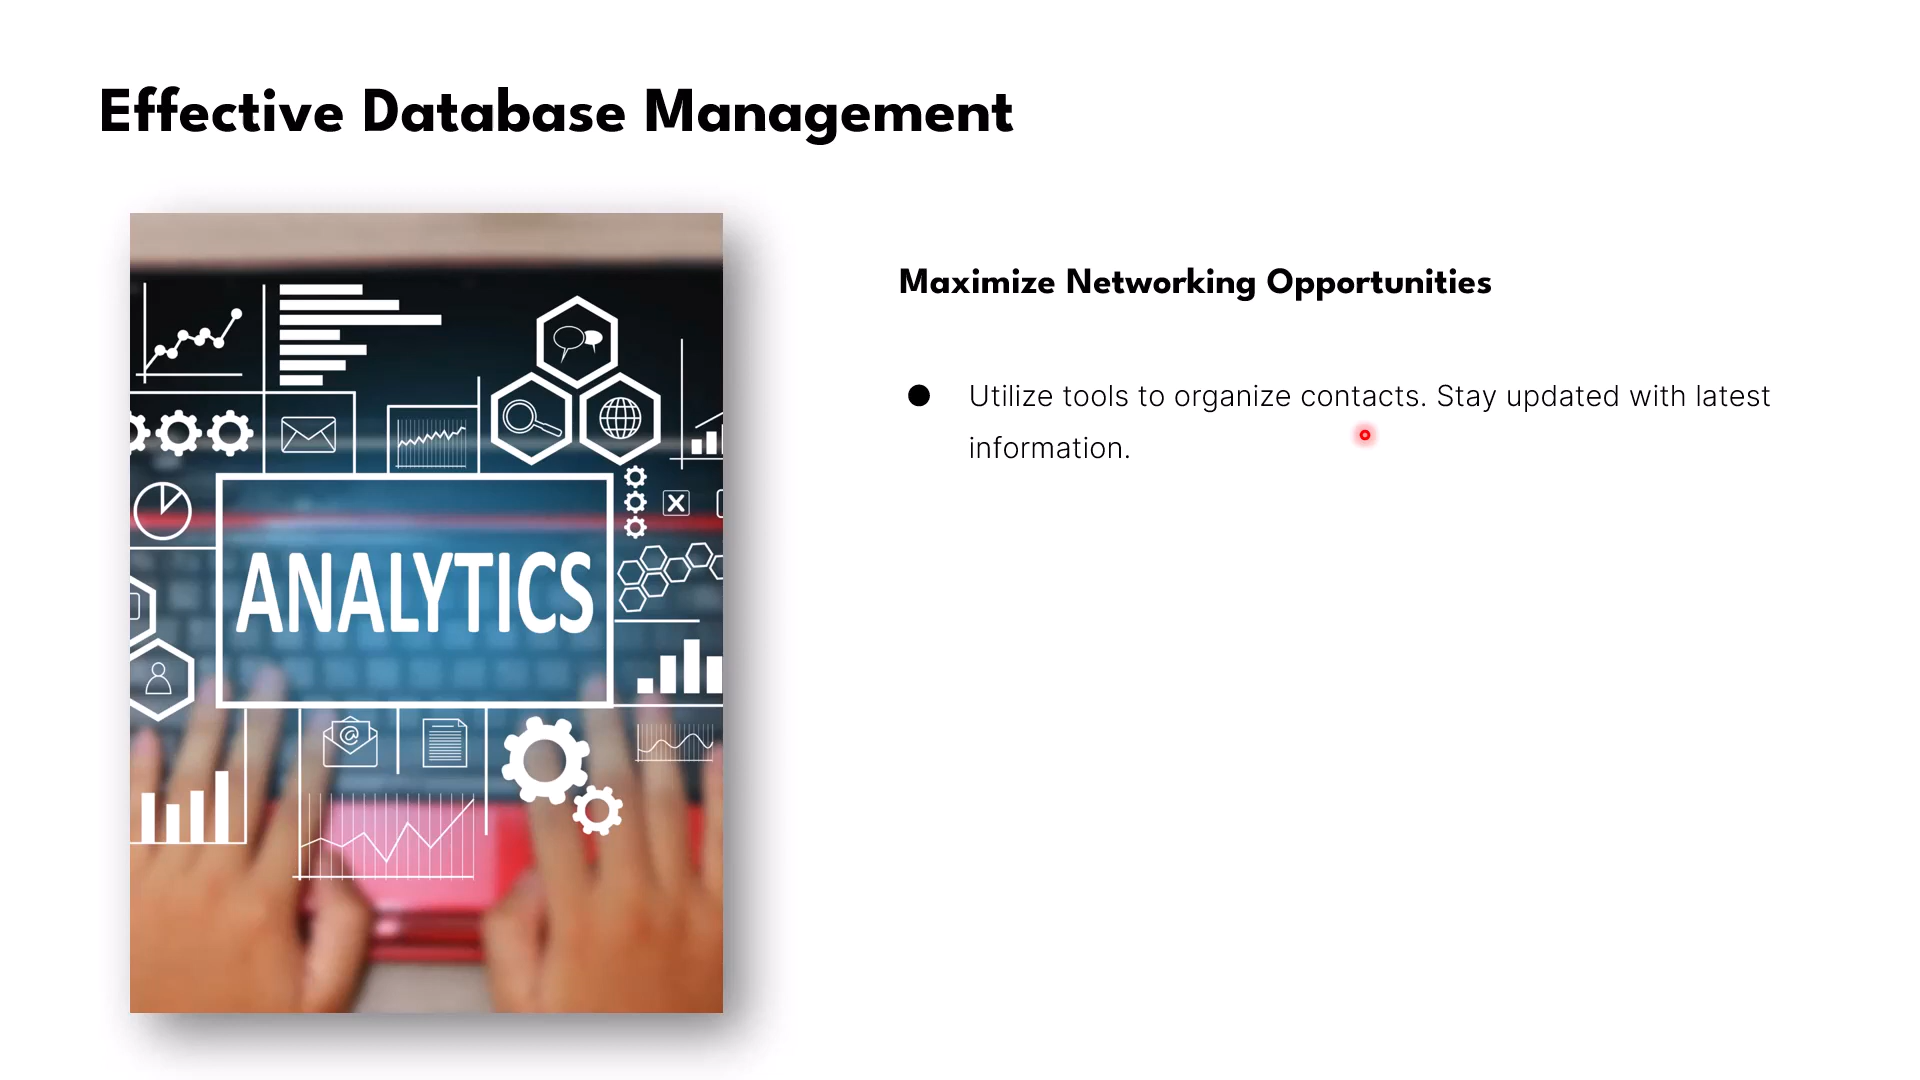 Effective Database Management
Maximize Networking Opportunities
Utilize tools to organize contacts. Stay updated with latest
information.
ANALYTICS